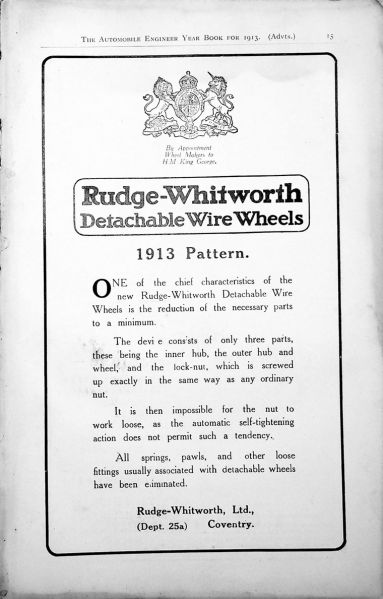 The Automobile Engineer Year Book for 1913. (Advts.) 15
By Appointment
Wheel Makers to
H.M. King George.
Rudge-Whitworth
Detachable Wire Wheels
1913 Pattern.
ONE of the chief characteristics of the
new Rudge-Whitworth Detachable Wire
Wheels is the reduction of the necessary parts
to a minimum.
The devi e consists of only three parts,
these being the inner hub, the outer hub and
wheel, and the lock-nut, which is screwed
up exactly in the same way as any ordinary
nut.
It is then impossible for the nut to
work loose, as the automatic self-tightening
action does not permit such a tendency.
All springs, pawls, and other loose
fittings usually associated with detachable wheels
have been eliminated.
Rudge-Whitworth, Ltd.,
(Dept. 25a) Coventry.